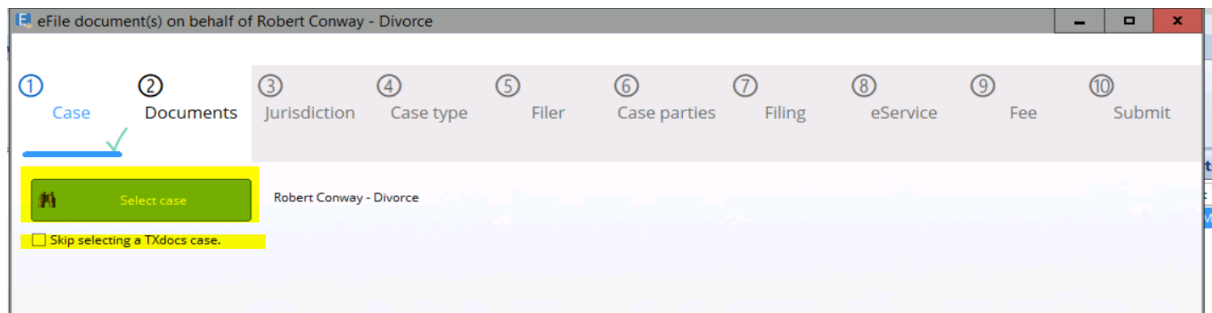 eFile document(s) on behalf of Robert Conway - Divorce
1 2 3 4 5 6 7 8 9 10
Case Documents Jurisdiction Case type Filer Case parties Filing eService Fee Submit
Select case Robert Conway - Divorce
Skip selecting a TXdocs case.